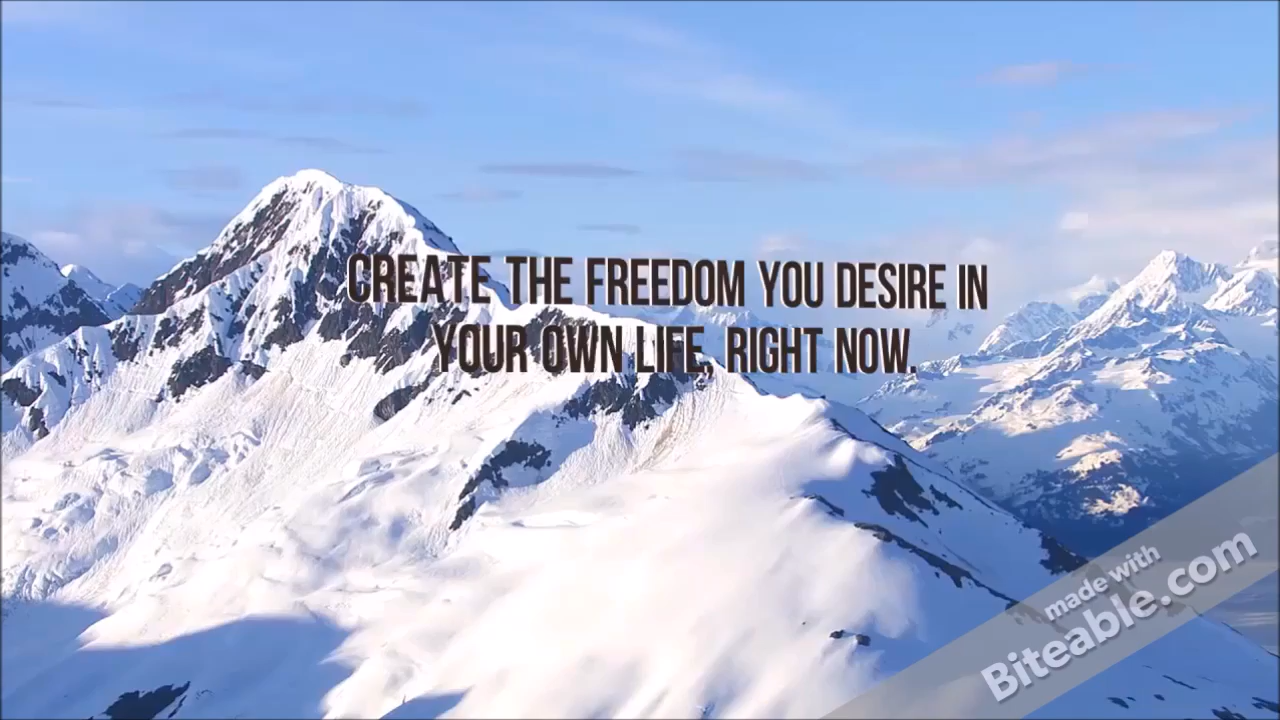 CREATE THE FREEDOM YOU DESIRE IN
YOUR OWN LIFE, RIGHT NOW.
made with
Biteable.com